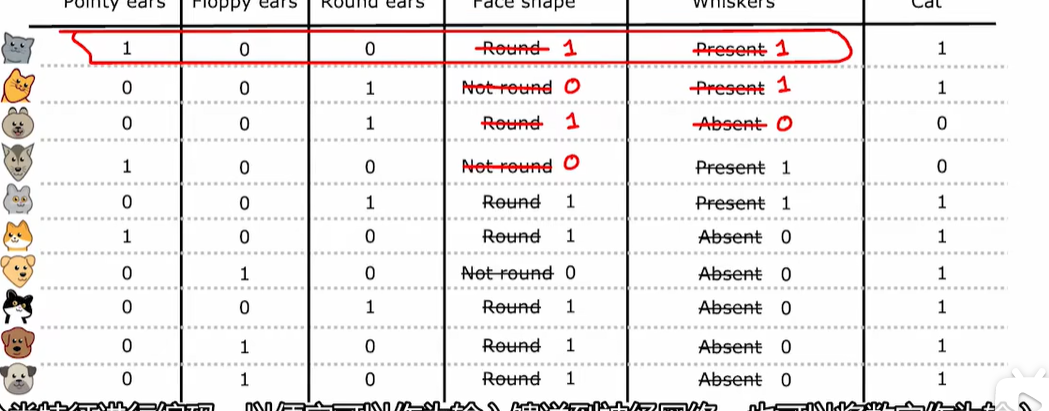 Pointy ears Floppy ears Round ears Face shape Whiskers Cat
1 0 0 Round 1 Present 1 1
0 0 1 Not round 0 Present 1 1
0 0 1 Round 1 Absent 0 0
1 0 0 Not round 0 Present 1 0
0 0 1 Round 1 Present 1 1
1 0 0 Round 1 Absent 0 1
0 1 0 Not round 0 Absent 0 1
0 0 1 Round 1 Absent 0 1
0 1 0 Round 1 Absent 0 1
0 1 0 Round 1 Absent 0 1